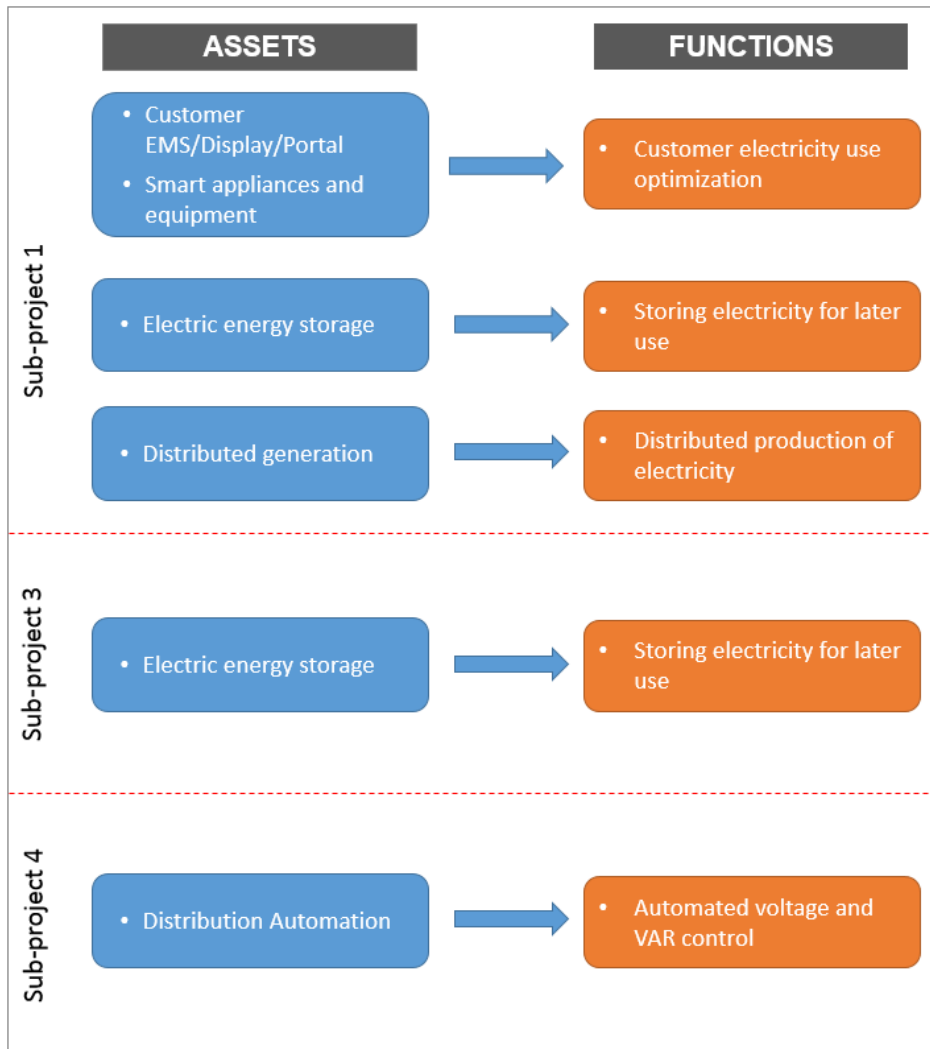 ASSETS
FUNCTIONS
Sub-project 1
• Customer
EMS/Display/Portal
• Smart appliances and
equipment
• Customer electricity use
optimization
• Electric energy storage
• Storing electricity for later
use
• Distributed generation
• Distributed production of
electricity
Sub-project 3
• Electric energy storage
• Storing electricity for later
use
Sub-project 4
• Distribution Automation
• Automated voltage and
VAR control